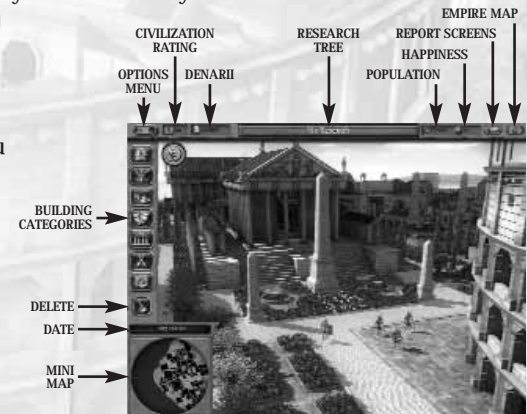 EMPIRE MAP
CIVILIZATION
RATING
RESEARCH
TREE
REPORT SCREENS
HAPPINESS
OPTIONS
MENU
DENARII
POPULATION
BUILDING
CATEGORIES
DELETE
DATE
MINI
MAP